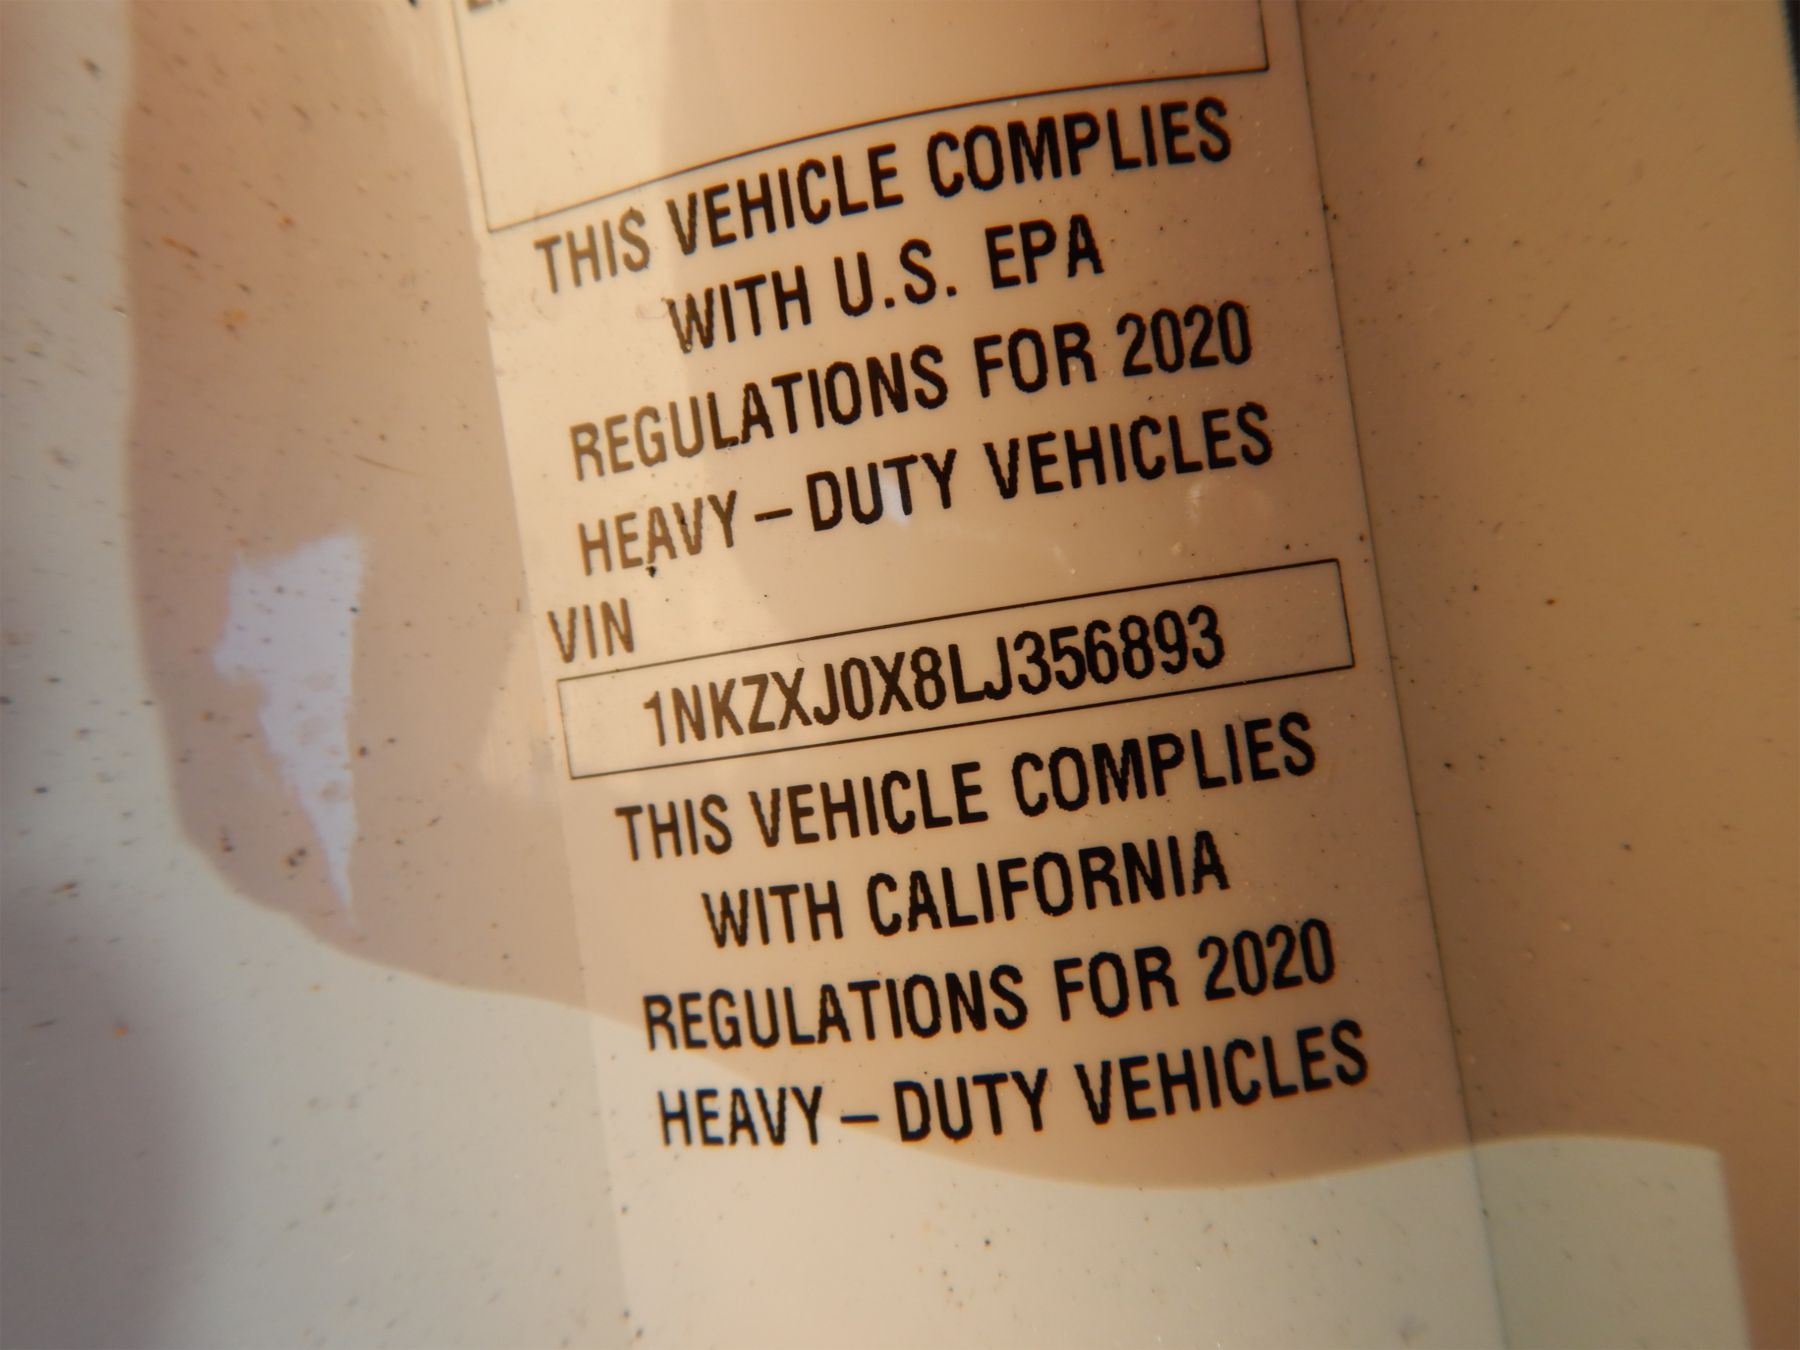 THIS VEHICLE COMPLIES
WITH U.S. EPA
REGULATIONS FOR 2020
HEAVY – DUTY VEHICLES
VIN
1NKZXJ0X8LJ356893
THIS VEHICLE COMPLIES
WITH CALIFORNIA
REGULATIONS FOR 2020
HEAVY – DUTY VEHICLES